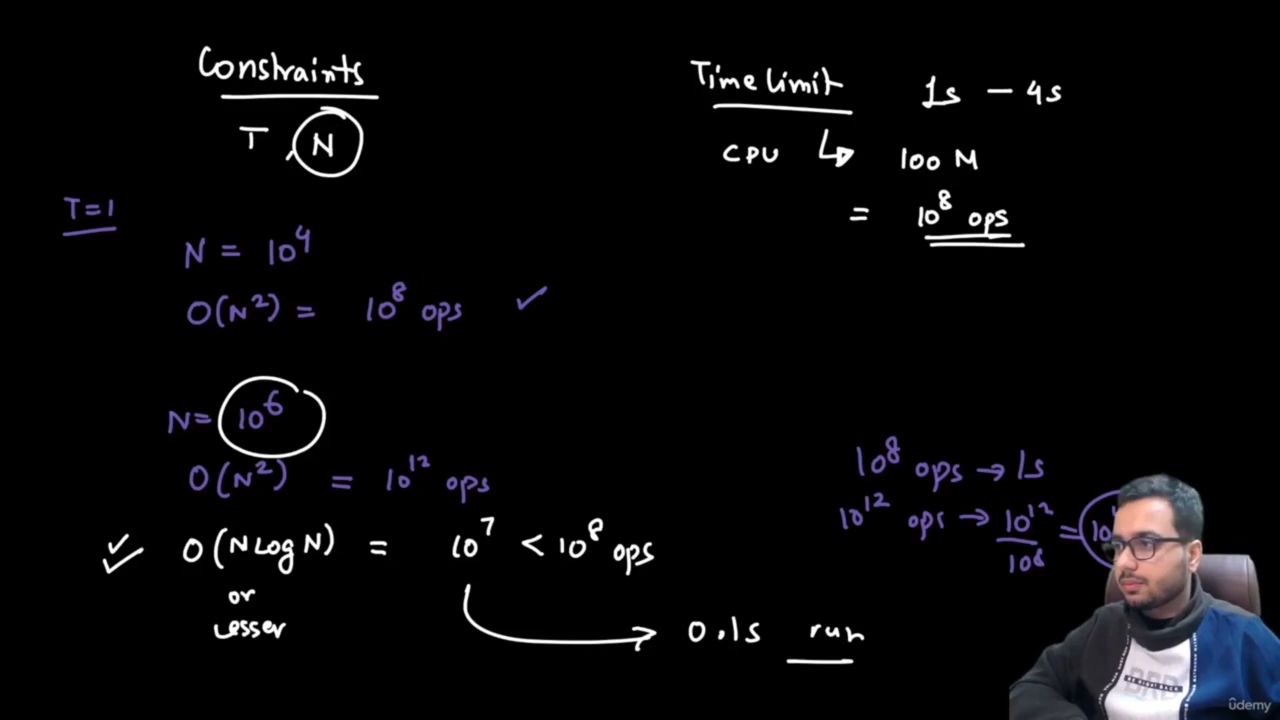 Constraints
T, N
T=1
N = 10^4
O(N^2) = 10^8 ops ✓
N= 10^6
O(N^2) = 10^12 ops
✓ O(N Log N) = 10^7 < 10^8 ops
or
Lesser
0.1s run
Time limit 1s - 4s
CPU ↳ 100 M
= 10^8 ops
10^8 ops → 1s
10^12 ops → 10^12 / 10^8 = 10
ûdemy